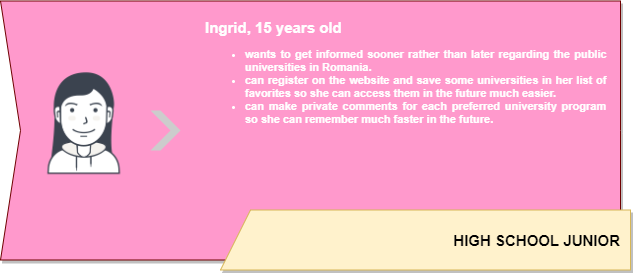 Ingrid, 15 years old
• wants to get informed sooner rather than later regarding the public
universities in Romania.
• can register on the website and save some universities in her list of
favorites so she can access them in the future much easier.
• can make private comments for each preferred university program
so she can remember much faster in the future.
HIGH SCHOOL JUNIOR